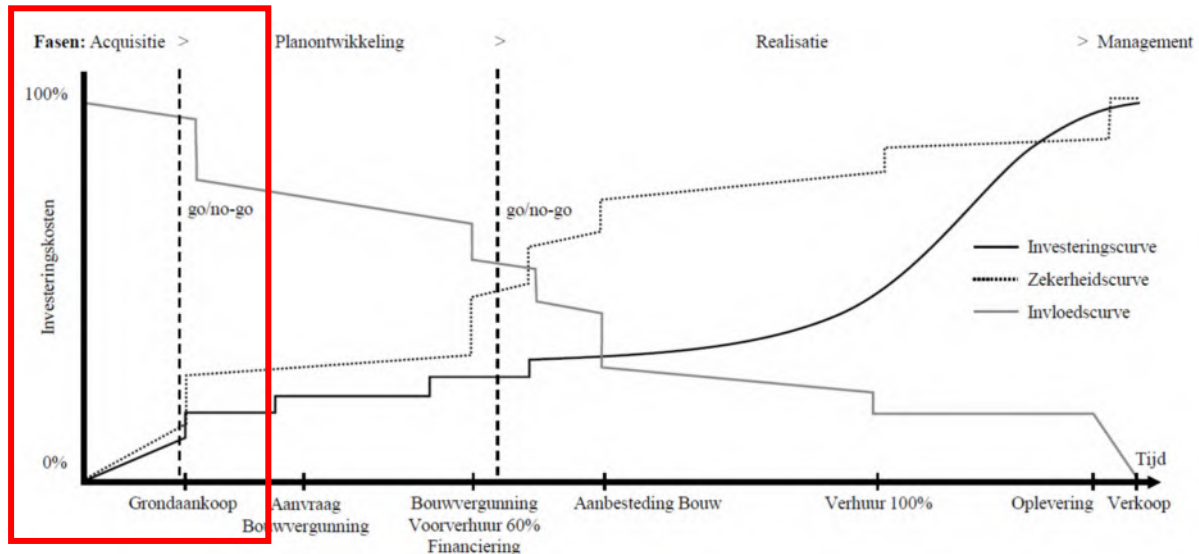 Fasen: Acquisitie > Planontwikkeling > Realisatie > Management
100%
go/no-go go/no-go
Investeringskosten
Investeringscurve
Zekerheidscurve
Invloedscurve
0%
Tijd
Grondaankoop Aanvraag Bouwvergunning Aanbesteding Bouw Verhuur 100% Oplevering Verkoop
Bouwvergunning Voorverhuur 60%
Financiering